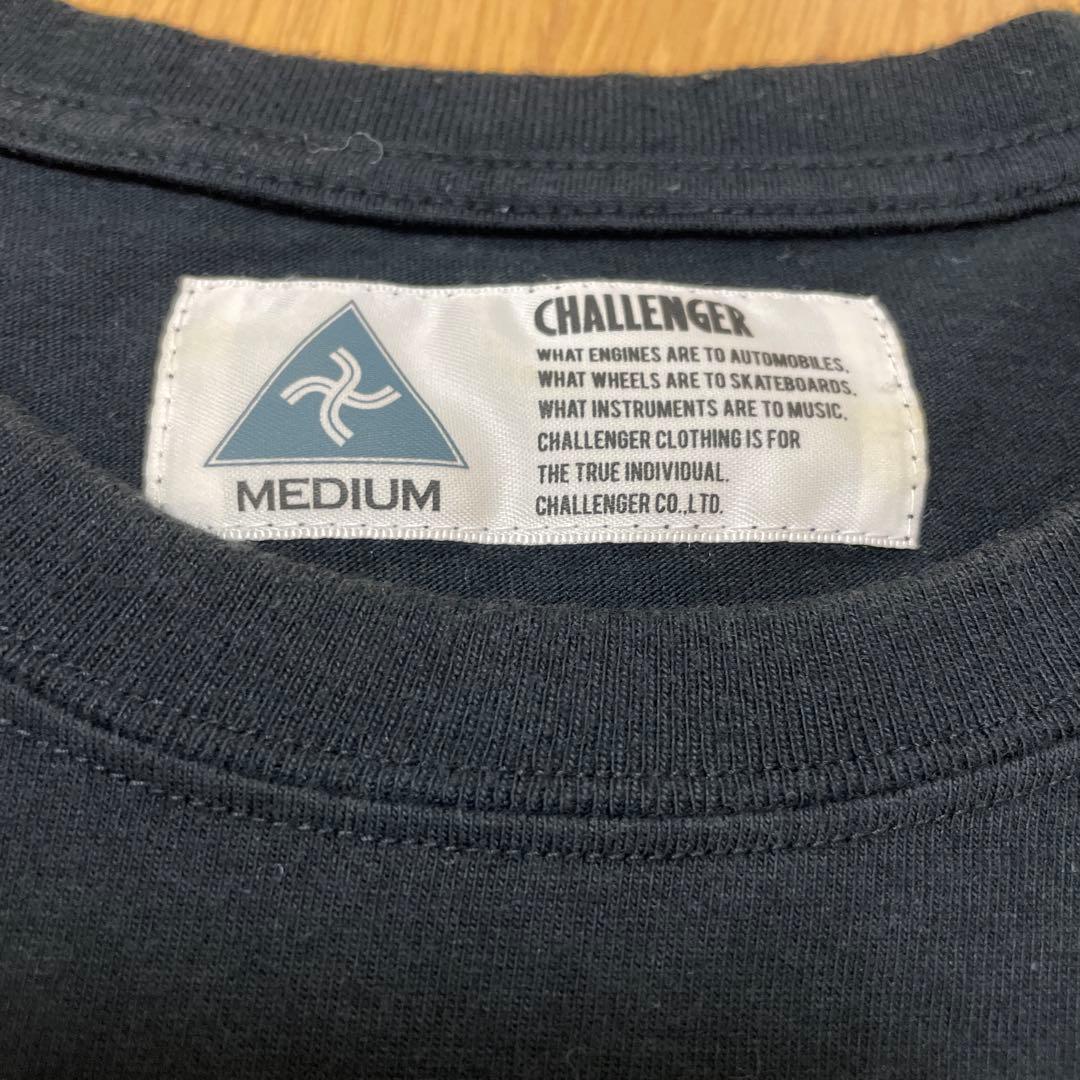 CHALLENGER
WHAT ENGINES ARE TO AUTOMOBILES.
WHAT WHEELS ARE TO SKATEBOARDS.
WHAT INSTRUMENTS ARE TO MUSIC.
CHALLENGER CLOTHING IS FOR
THE TRUE INDIVIDUAL.
CHALLENGER CO.,LTD.
MEDIUM